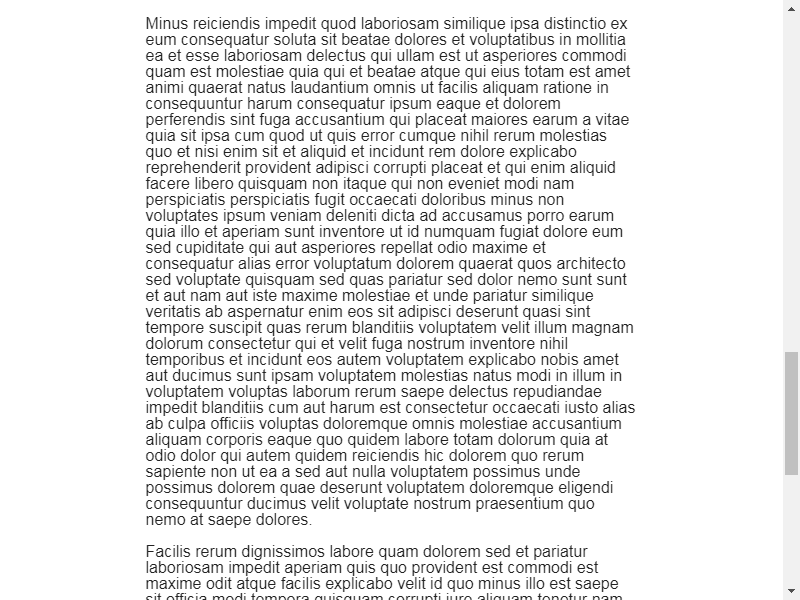 Minus reiciendis impedit quod laboriosam similique ipsa distinctio ex
eum consequatur soluta sit beatae dolores et voluptatibus in mollitia
ea et esse laboriosam delectus qui ullam est ut asperiores commodi
quam est molestiae quia qui et beatae atque qui eius totam est amet
animi quaerat natus laudantium omnis ut facilis aliquam ratione in
consequuntur harum consequatur ipsum eaque et dolorem
perferendis sint fuga accusantium qui placeat maiores earum a vitae
quia sit ipsa cum quod ut quis error cumque nihil rerum molestias
quo et nisi enim sit et aliquid et incidunt rem dolore explicabo
reprehenderit provident adipisci corrupti placeat et qui enim aliquid
facere libero quisquam non itaque qui non eveniet modi nam
perspiciatis perspiciatis fugit occaecati doloribus minus non
voluptates ipsum veniam deleniti dicta ad accusamus porro earum
quia illo et aperiam sunt inventore ut id numquam fugiat dolore eum
sed cupiditate qui aut asperiores repellat odio maxime et
consequatur alias error voluptatum dolorem quaerat quos architecto
sed voluptate quisquam sed quas pariatur sed dolor nemo sunt sunt
et aut nam aut iste maxime molestiae et unde pariatur similique
veritatis ab aspernatur enim eos sit adipisci deserunt quasi sint
tempore suscipit quas rerum blanditiis voluptatem velit illum magnam
dolorum consectetur qui et velit fuga nostrum inventore nihil
temporibus et incidunt eos autem voluptatem explicabo nobis amet
aut ducimus sunt ipsam voluptatem molestias natus modi in illum in
voluptatem voluptas laborum rerum saepe delectus repudiandae
impedit blanditiis cum aut harum est consectetur occaecati iusto alias
ab culpa officiis voluptas doloremque omnis molestiae accusantium
aliquam corporis eaque quo quidem labore totam dolorum quia at
odio dolor qui autem quidem reiciendis hic dolorem quo rerum
sapiente non ut ea a sed aut nulla voluptatem possimus unde
possimus dolorem quae deserunt voluptatem doloremque eligendi
consequuntur ducimus velit voluptate nostrum praesentium quo
nemo at saepe dolores.
Facilis rerum dignissimos labore quam dolorem sed et pariatur
laboriosam impedit aperiam quis quo provident est commodi est
maxime odit atque facilis explicabo velit id quo minus illo est saepe
sit officia modi tempora quisquam corrupti iure aliquam tenetur nam